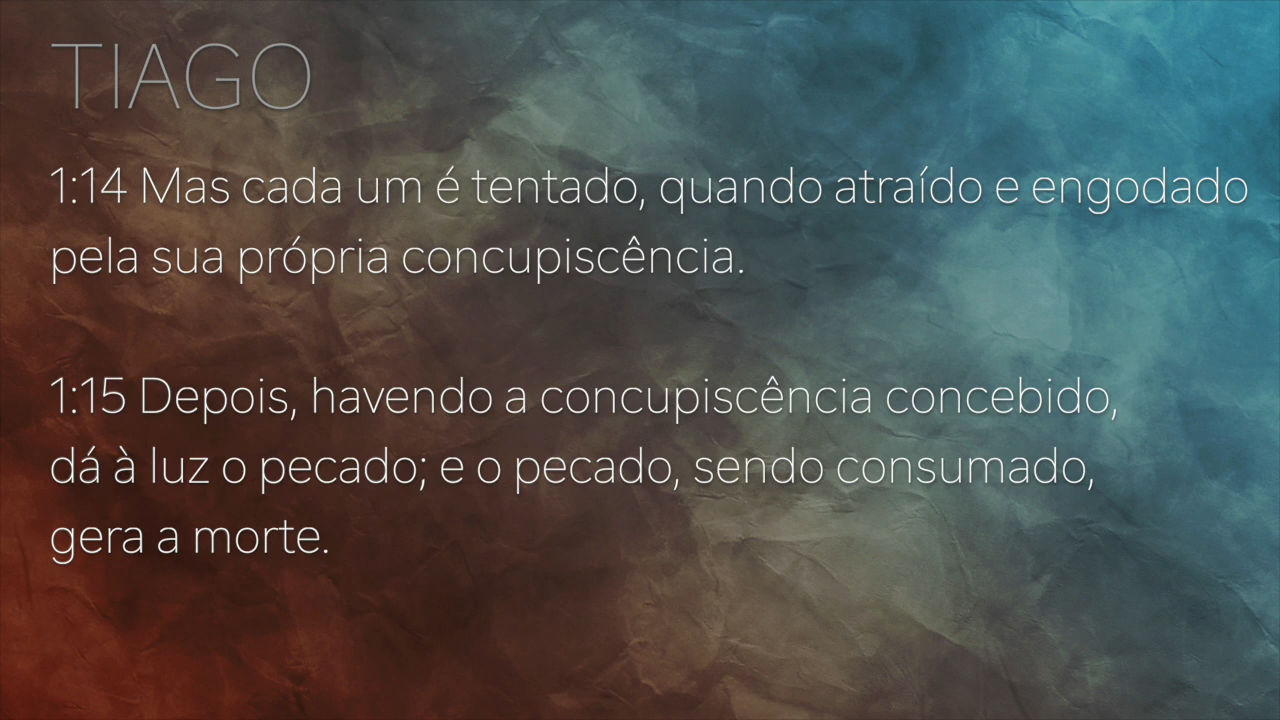 TIAGO
1:14 Mas cada um é tentado, quando atraído e engodado
pela sua própria concupiscência.
1:15 Depois, havendo a concupiscência concebido,
dá à luz o pecado; e o pecado, sendo consumado,
gera a morte.